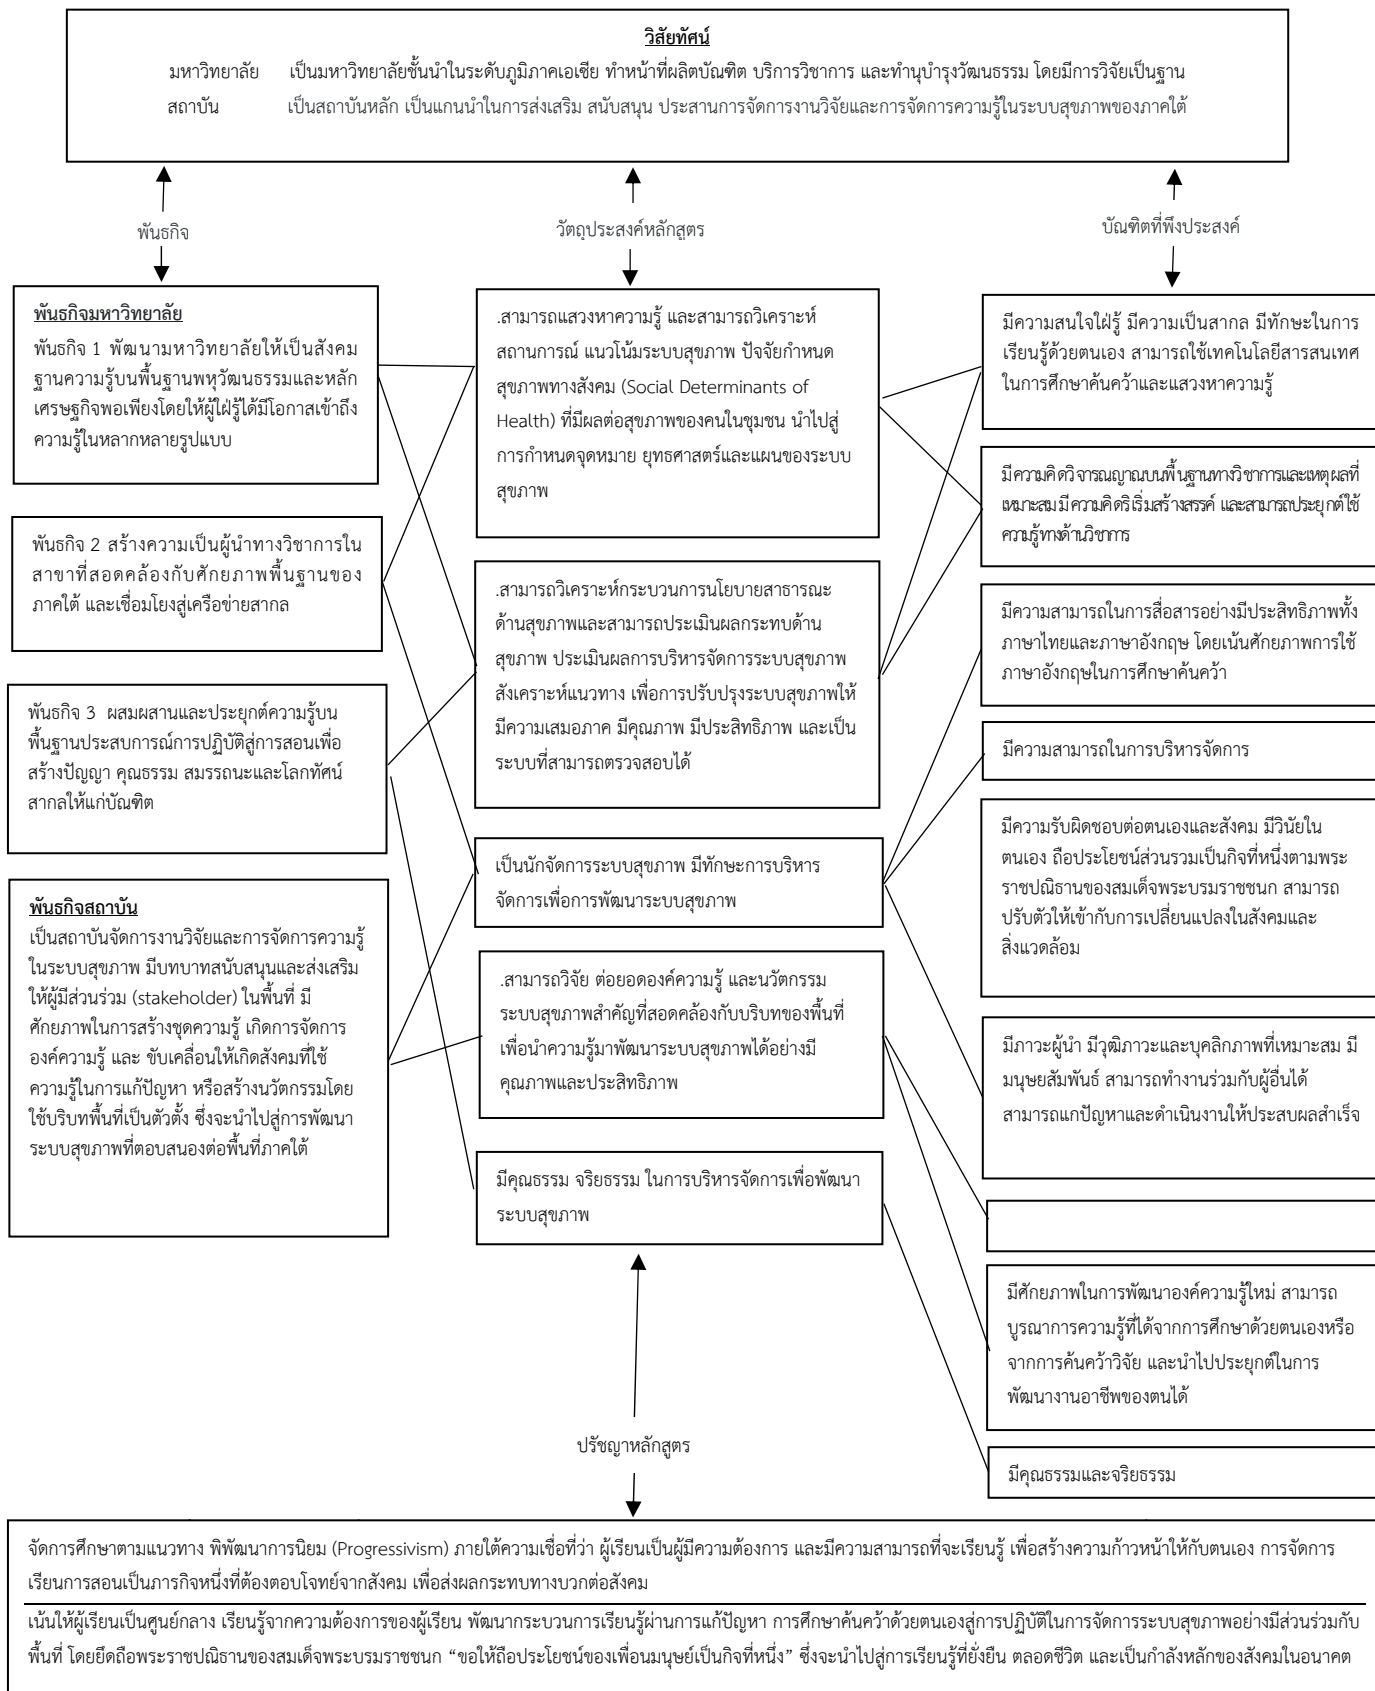 วิสัยทัศน์
มหาวิทยาลัย เป็นมหาวิทยาลัยชั้นนำในระดับภูมิภาคเอเชีย ทำหน้าที่ผลิตบัณฑิต บริการวิชาการ และทำนุบำรุงวัฒนธรรม โดยมีการวิจัยเป็นฐาน
สถาบัน เป็นสถาบันหลัก เป็นแกนนำในการส่งเสริม สนับสนุน ประสานการจัดการงานวิจัยและการจัดการความรู้ในระบบสุขภาพของภาคใต้
พันธกิจ
วัตถุประสงค์หลักสูตร
บัณฑิตที่พึงประสงค์
พันธกิจมหาวิทยาลัย
พันธกิจ 1 พัฒนามหาวิทยาลัยให้เป็นสังคม
ฐานความรู้บนพื้นฐานพหุวัฒนธรรมและหลัก
เศรษฐกิจพอเพียงโดยให้ผู้ใฝ่รู้ได้มีโอกาสเข้าถึง
ความรู้ในหลากหลายรูปแบบ
พันธกิจ 2 สร้างความเป็นผู้นำทางวิชาการใน
สาขาที่สอดคล้องกับศักยภาพพื้นฐานของ
ภาคใต้ และเชื่อมโยงสู่เครือข่ายสากล
พันธกิจ 3 ผสมผสานและประยุกต์ความรู้บน
พื้นฐานประสบการณ์การปฏิบัติสู่การสอนเพื่อ
สร้างปัญญา คุณธรรม สมรรถนะและโลกทัศน์
สากลให้แก่บัณฑิต
พันธกิจสถาบัน
เป็นสถาบันจัดการงานวิจัยและการจัดการความรู้
ในระบบสุขภาพ มีบทบาทสนับสนุนและส่งเสริม
ให้ผู้มีส่วนร่วม (stakeholder) ในพื้นที่ มี
ศักยภาพในการสร้างชุดความรู้ เกิดการจัดการ
องค์ความรู้ และ ขับเคลื่อนให้เกิดสังคมที่ใช้
ความรู้ในการแก้ปัญหา หรือสร้างนวัตกรรมโดย
ใช้บริบทพื้นที่เป็นตัวตั้ง ซึ่งจะนำไปสู่การพัฒนา
ระบบสุขภาพที่ตอบสนองต่อพื้นที่ภาคใต้
.สามารถแสวงหาความรู้ และสามารถวิเคราะห์
สถานการณ์ แนวโน้มระบบสุขภาพ ปัจจัยกำหนด
สุขภาพทางสังคม (Social Determinants of
Health) ที่มีผลต่อสุขภาพของคนในชุมชน นำไปสู่
การกำหนดจุดหมาย ยุทธศาสตร์และแผนของระบบ
สุขภาพ
.สามารถวิเคราะห์กระบวนการนโยบายสาธารณะ
ด้านสุขภาพและสามารถประเมินผลกระทบด้าน
สุขภาพ ประเมินผลการบริหารจัดการระบบสุขภาพ
สังเคราะห์แนวทาง เพื่อการปรับปรุงระบบสุขภาพให้
มีความเสมอภาค มีคุณภาพ มีประสิทธิภาพ และเป็น
ระบบที่สามารถตรวจสอบได้
เป็นนักจัดการระบบสุขภาพ มีทักษะการบริหาร
จัดการเพื่อการพัฒนาระบบสุขภาพ
.สามารถวิจัย ต่อยอดองค์ความรู้ และนวัตกรรม
ระบบสุขภาพสำคัญที่สอดคล้องกับบริบทของพื้นที่
เพื่อนำความรู้มาพัฒนาระบบสุขภาพได้อย่างมี
คุณภาพและประสิทธิภาพ
มีคุณธรรม จริยธรรม ในการบริหารจัดการเพื่อพัฒนา
ระบบสุขภาพ
มีความสนใจใฝ่รู้ มีความเป็นสากล มีทักษะในการ
เรียนรู้ด้วยตนเอง สามารถใช้เทคโนโลยีสารสนเทศ
ในการศึกษาค้นคว้าและแสวงหาความรู้
มีความคิดวิจารณญาณบนพื้นฐานทางวิชาการและเหตุผลที่
เหมาะสม มีความคิดริเริ่มสร้างสรรค์ และสามารถประยุกต์ใช้
ความรู้ทางด้านวิชาการ
มีความสามารถในการสื่อสารอย่างมีประสิทธิภาพทั้ง
ภาษาไทยและภาษาอังกฤษ โดยเน้นศักยภาพการใช้
ภาษาอังกฤษในการศึกษาค้นคว้า
มีความสามารถในการบริหารจัดการ
มีความรับผิดชอบต่อตนเองและสังคม มีวินัยใน
ตนเอง ถือประโยชน์ส่วนรวมเป็นกิจที่หนึ่งตามพระ
ราชปณิธานของสมเด็จพระบรมราชชนก สามารถ
ปรับตัวให้เข้ากับการเปลี่ยนแปลงในสังคมและ
สิ่งแวดล้อม
มีภาวะผู้นำ มีวุฒิภาวะและบุคลิกภาพที่เหมาะสม มี
มนุษยสัมพันธ์ สามารถทำงานร่วมกับผู้อื่นได้
สามารถแกปัญหาและดำเนินงานให้ประสบผลสำเร็จ
มีศักยภาพในการพัฒนาองค์ความรู้ใหม่ สามารถ
บูรณาการความรู้ที่ได้จากการศึกษาด้วยตนเองหรือ
จากการค้นคว้าวิจัย และนำไปประยุกต์ในการ
พัฒนางานอาชีพของตนได้
มีคุณธรรมและจริยธรรม
ปรัชญาหลักสูตร
จัดการศึกษาตามแนวทาง พิพัฒนาการนิยม (Progressivism) ภายใต้ความเชื่อที่ว่า ผู้เรียนเป็นผู้มีความต้องการ และมีความสามารถที่จะเรียนรู้ เพื่อสร้างความก้าวหน้าให้กับตนเอง การจัดการ
เรียนการสอนเป็นภารกิจหนึ่งที่ต้องตอบโจทย์จากสังคม เพื่อส่งผลกระทบทางบวกต่อสังคม
เน้นให้ผู้เรียนเป็นศูนย์กลาง เรียนรู้จากความต้องการของผู้เรียน พัฒนากระบวนการเรียนรู้ผ่านการแก้ปัญหา การศึกษาค้นคว้าด้วยตนเองสู่การปฏิบัติในการจัดการระบบสุขภาพอย่างมีส่วนร่วมกับ
พื้นที่ โดยยึดถือพระราชปณิธานของสมเด็จพระบรมราชชนก “ขอให้ถือประโยชน์ของเพื่อนมนุษย์เป็นกิจที่หนึ่ง” ซึ่งจะนำไปสู่การเรียนรู้ที่ยั่งยืน ตลอดชีวิต และเป็นกำลังหลักของสังคมในอนาคต